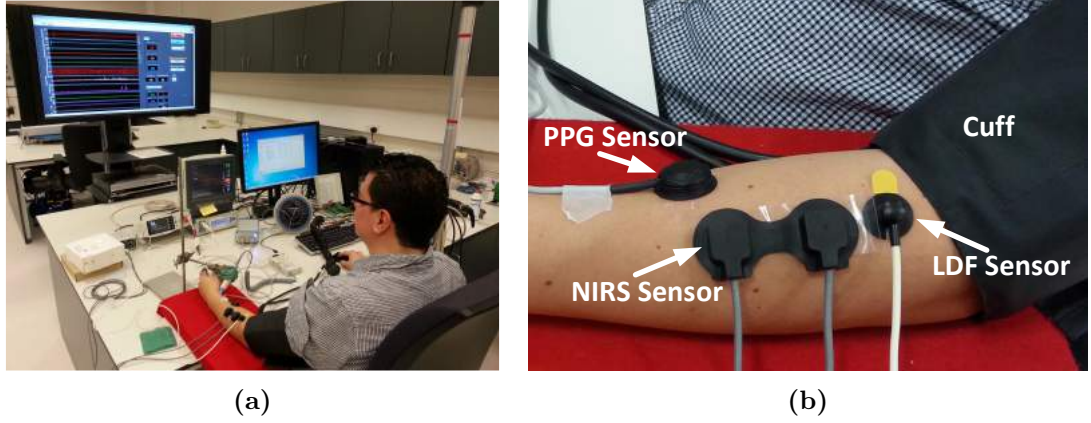 PPG Sensor
Cuff
NIRS Sensor
LDF Sensor
(a)
(b)